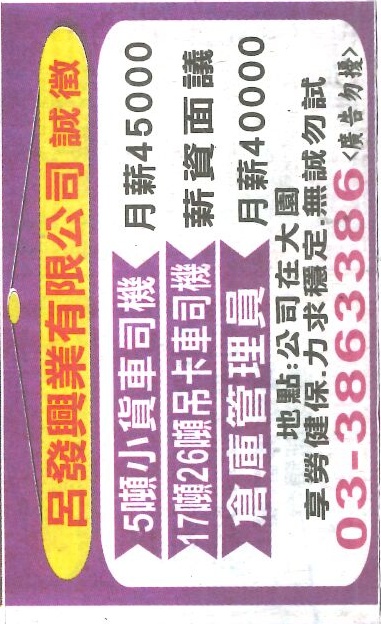 呂發興業有限公司 誠徵
5噸小貨車司機 月薪45000
17噸26噸吊卡車司機 薪資面議
倉庫管理員 月薪40000
地點:公司在大園
享勞健保.力求穩定.無誠勿試
03-3863386<廣告勿擾>